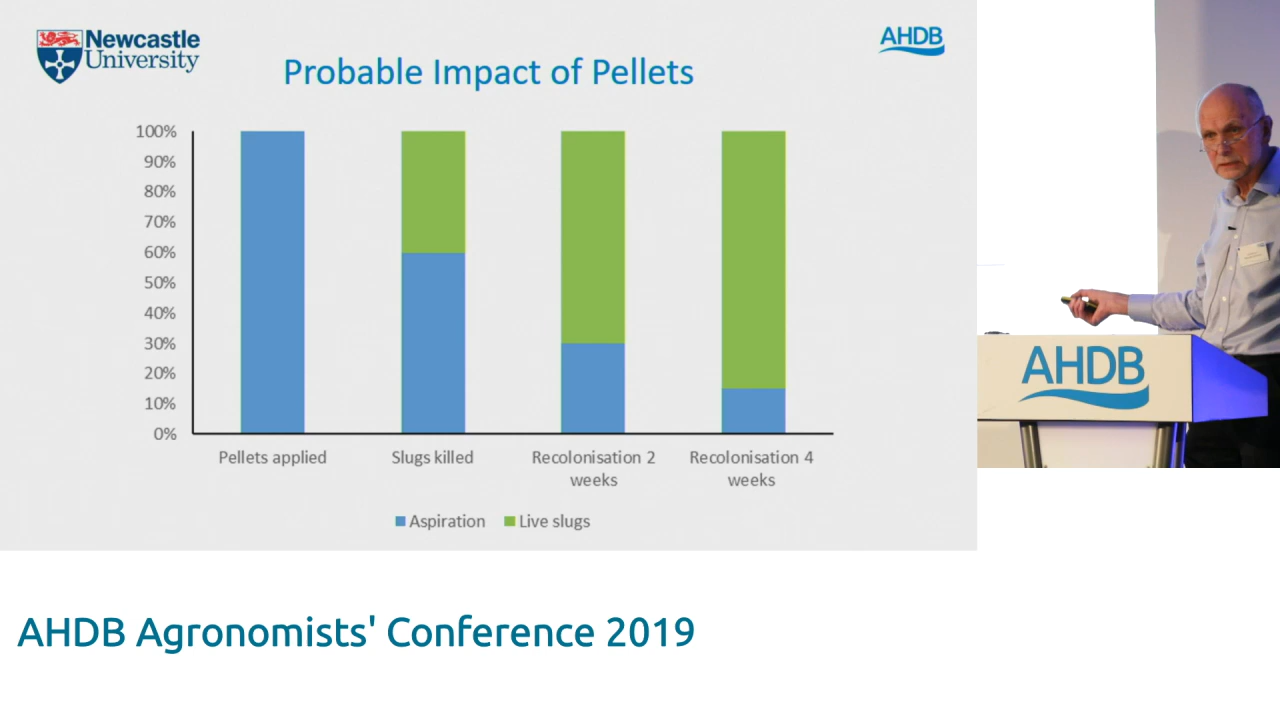 Newcastle
University
AHDB
Probable Impact of Pellets
100%
90%
80%
70%
60%
50%
40%
30%
20%
10%
0%
Pellets applied
Slugs killed
Recolonisation 2
weeks
Recolonisation 4
weeks
Aspiration
Live slugs
AHDB
AHDB Agronomists' Conference 2019